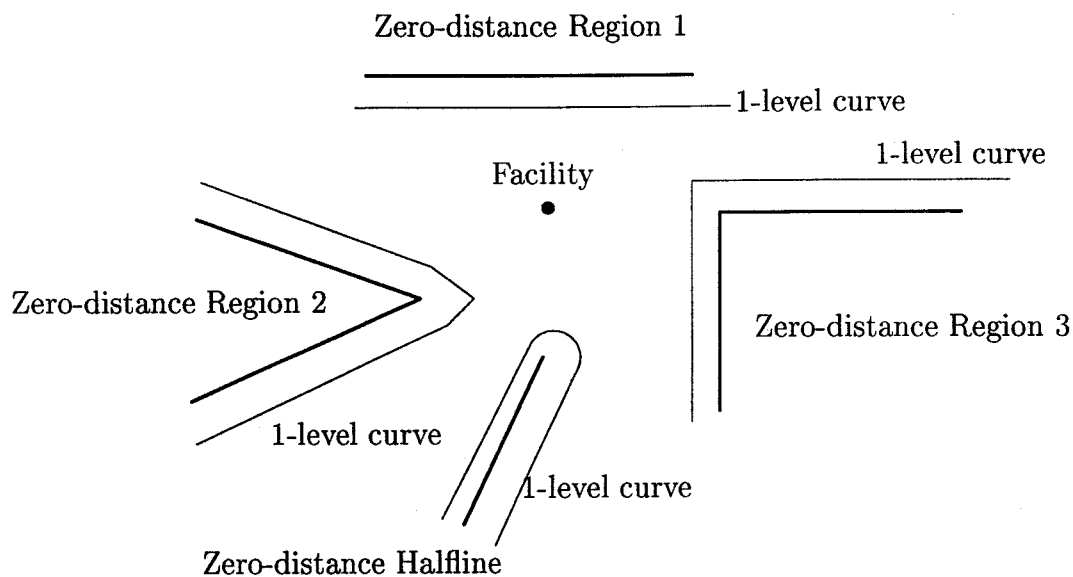 Zero-distance Region 1
1-level curve
1-level curve
Facility
Zero-distance Region 2
Zero-distance Region 3
1-level curve
1-level curve
Zero-distance Halfline